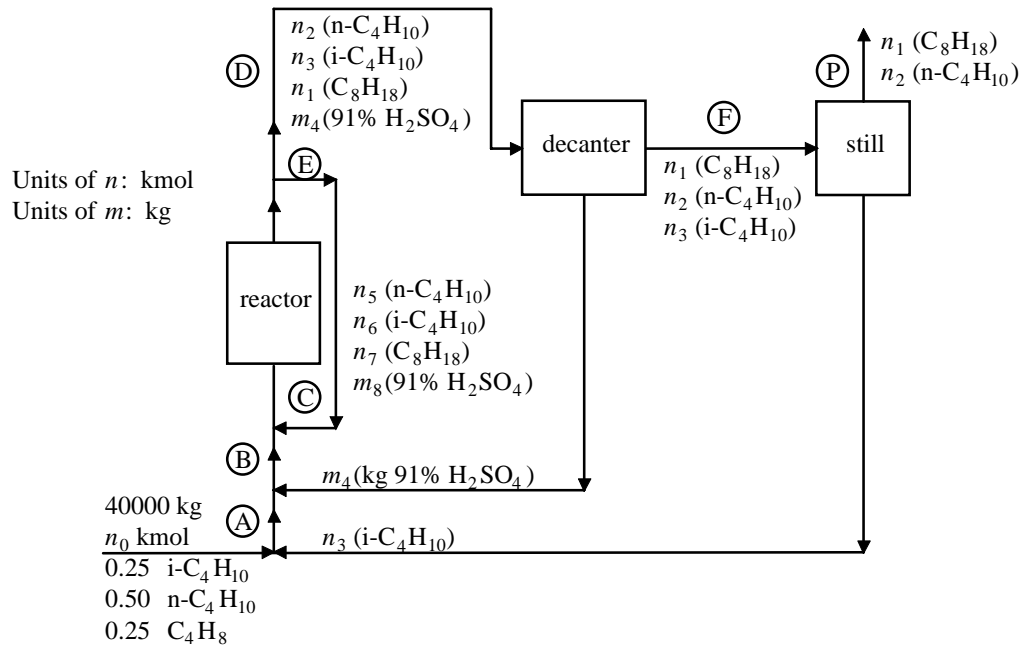 n₂ (n-C₄H₁₀)
n₃ (i-C₄H₁₀)
n₁ (C₈H₁₈)
m₄(91% H₂SO₄)
D
P
n₁ (C₈H₁₈)
n₂ (n-C₄H₁₀)
decanter
F
still
n₁ (C₈H₁₈)
n₂ (n-C₄H₁₀)
n₃ (i-C₄H₁₀)
E
Units of n: kmol
Units of m: kg
reactor
n₅ (n-C₄H₁₀)
n₆ (i-C₄H₁₀)
n₇ (C₈H₁₈)
m₈(91% H₂SO₄)
C
B
m₄(kg 91% H₂SO₄)
A
40000 kg
n₀ kmol
n₃ (i-C₄H₁₀)
0.25 i-C₄H₁₀
0.50 n-C₄H₁₀
0.25 C₄H₈